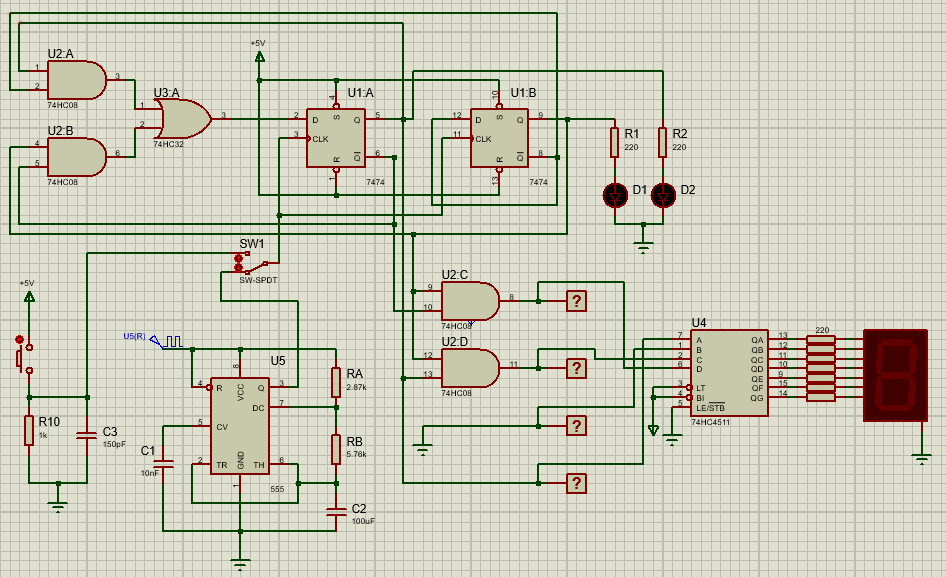 +5V
U2:A
1
2
3
74HC08
U3:A
1
2
3
74HC32
U2:B
4
5
6
74HC08
U1:A
4
2
D
S
Q
5
3
CLK
R
Q
6
1
7474
U1:B
10
12
D
S
Q
9
11
CLK
R
Q
8
13
7474
R1
220
R2
220
D1
D2
SW1
SW-SPDT
+5V
U5(R)
R10
1k
C3
150pF
U5
8
4
R
VCC
Q
3
DC
7
5
CV
2
TR
GND
TH
6
1
555
RA
2.87k
RB
5.76k
C1
10nF
C2
100uF
U2:C
9
10
8
74HC08
?
U2:D
12
13
11
74HC08
?
?
?
U4
7
A
QA
13
1
B
QB
12
2
C
QC
11
6
D
QD
10
QE
9
3
LT
QF
15
4
BI
QG
14
5
LE/STB
74HC4511
220